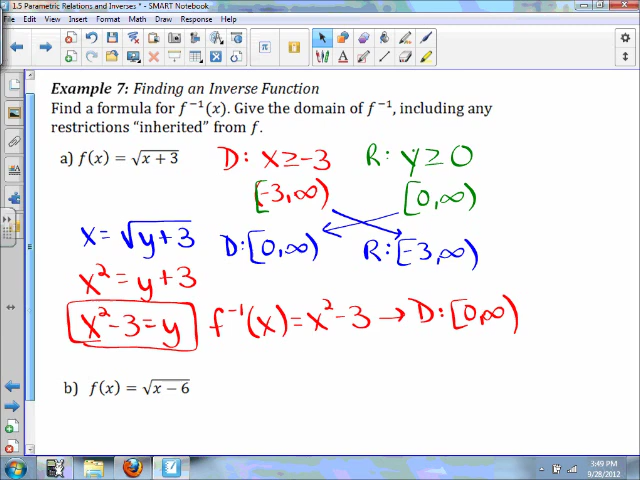 1.5 Parametric Relations and Inverses * - SMART Notebook
File Edit View Insert Format Tools Add-ons Response Help
Example 7: Finding an Inverse Function
Find a formula for f⁻¹(x). Give the domain of f⁻¹, including any
restrictions “inherited” from f.
a) f(x) = √(x + 3) D: x ≥ -3 R: y ≥ 0
[-3, ∞) [0, ∞)
x = √(y + 3) D: [0, ∞) R: [-3, ∞)
x² = y + 3
x² - 3 = y f⁻¹(x) = x² - 3 → D: [0, ∞)
b) f(x) = √(x − 6)
3:49 PM
9/28/2012